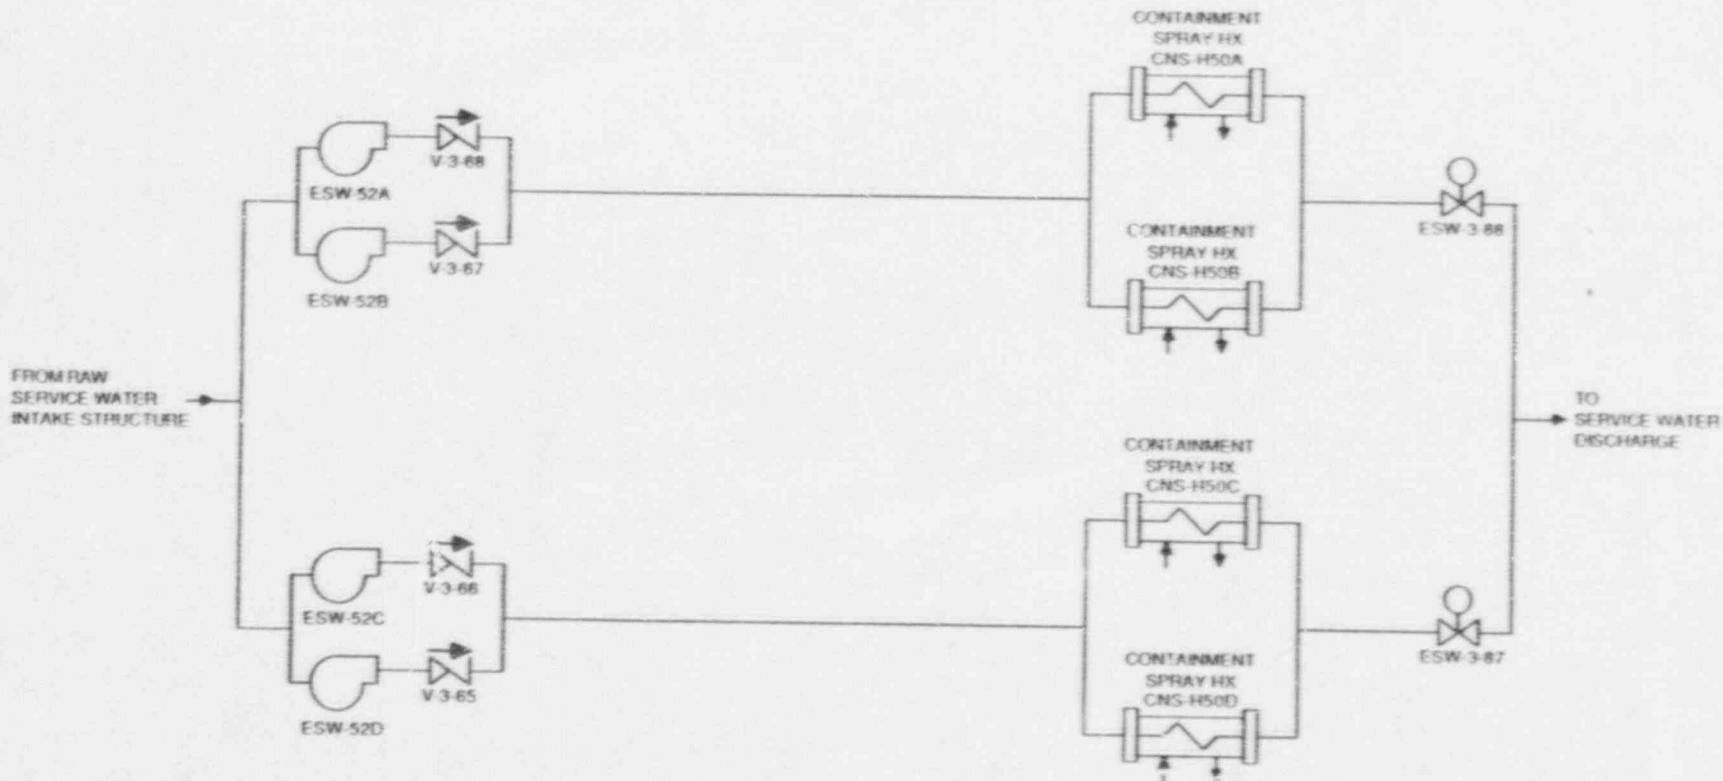 CONTAINMENT
SPRAY HX
CNS-H50A
V-3-68
ESW-52A
V-3-67
ESW-52B
CONTAINMENT
SPRAY HX
CNS-H50B
ESW-3-88
FROM RAW
SERVICE WATER
INTAKE STRUCTURE
TO
SERVICE WATER
DISCHARGE
CONTAINMENT
SPRAY HX
CNS-H50C
V-3-66
ESW-52C
V-3-65
ESW-52D
CONTAINMENT
SPRAY HX
CNS-H50D
ESW-3-87